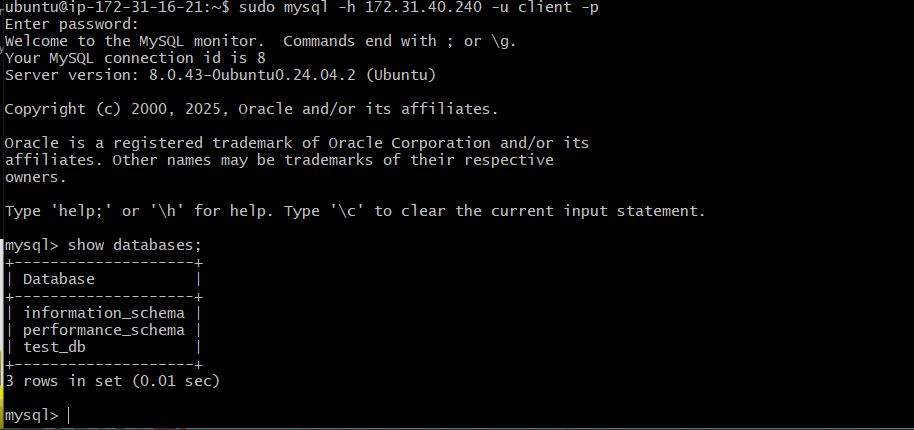 ubuntu@ip-172-31-16-21:~$ sudo mysql -h 172.31.40.240 -u client -p
Enter password:
Welcome to the MySQL monitor.  Commands end with ; or \g.
Your MySQL connection id is 8
Server version: 8.0.43-0ubuntu0.24.04.2 (Ubuntu)

Copyright (c) 2000, 2025, Oracle and/or its affiliates.

Oracle is a registered trademark of Oracle Corporation and/or its
affiliates. Other names may be trademarks of their respective
owners.

Type 'help;' or '\h' for help. Type '\c' to clear the current input statement.

mysql> show databases;
+--------------------+
| Database           |
+--------------------+
| information_schema |
| performance_schema |
| test_db            |
+--------------------+
3 rows in set (0.01 sec)

mysql>